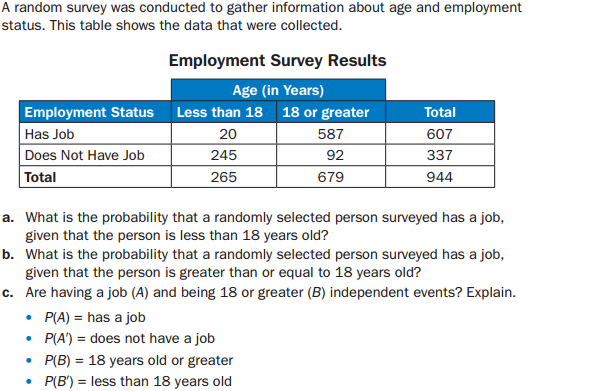 A random survey was conducted to gather information about age and employment
status. This table shows the data that were collected.
Employment Survey Results
Age (in Years)
Employment Status Less than 18 18 or greater Total
Has Job 20 587 607
Does Not Have Job 245 92 337
Total 265 679 944
a. What is the probability that a randomly selected person surveyed has a job,
given that the person is less than 18 years old?
b. What is the probability that a randomly selected person surveyed has a job,
given that the person is greater than or equal to 18 years old?
c. Are having a job (A) and being 18 or greater (B) independent events? Explain.
• P(A) = has a job
• P(A′) = does not have a job
• P(B) = 18 years old or greater
• P(B′) = less than 18 years old